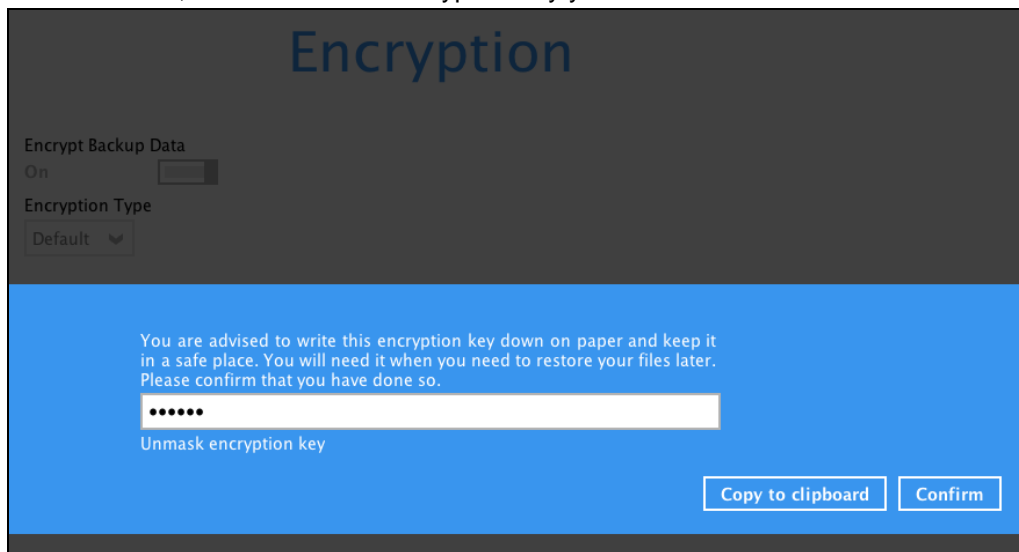 Encryption
Encrypt Backup Data
On
Encryption Type
Default
You are advised to write this encryption key down on paper and keep it
in a safe place. You will need it when you need to restore your files later.
Please confirm that you have done so.
••••••
Unmask encryption key
Copy to clipboard Confirm